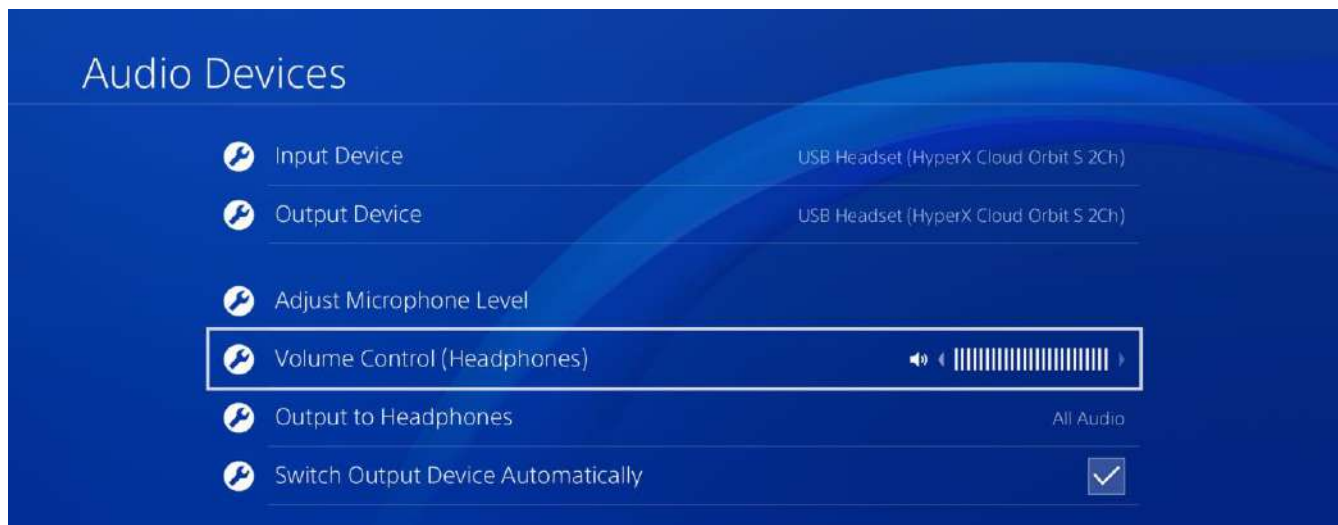 Audio Devices
Input Device USB Headset (HyperX Cloud Orbit S 2Ch)
Output Device USB Headset (HyperX Cloud Orbit S 2Ch)
Adjust Microphone Level
Volume Control (Headphones)
Output to Headphones All Audio
Switch Output Device Automatically